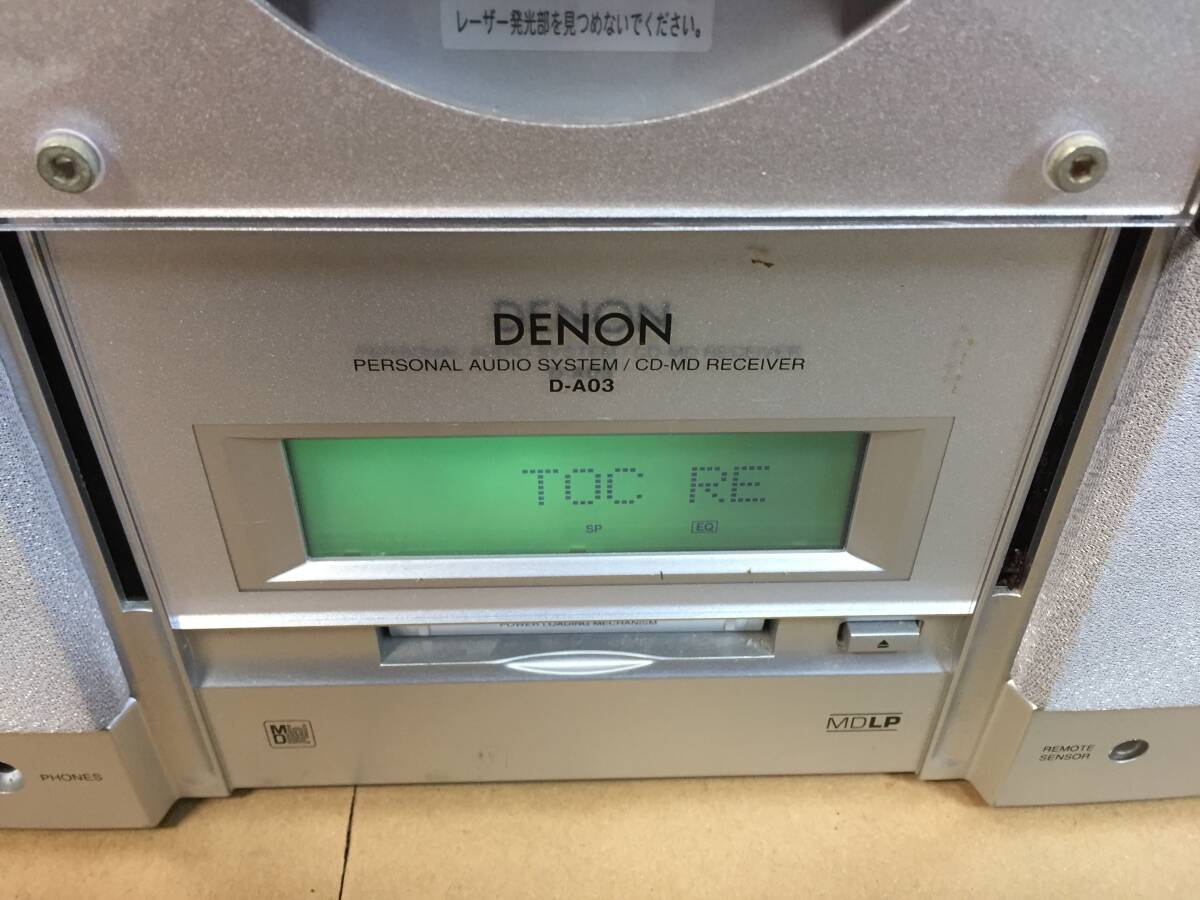 レーザー発光部を見つめないでください。
DENON
PERSONAL AUDIO SYSTEM / CD-MD RECEIVER
D-A03
TOC RE
SP
EQ
POWER LOADING MECHANISM
MiniDisc
MDLP
PHONES
REMOTE
SENSOR